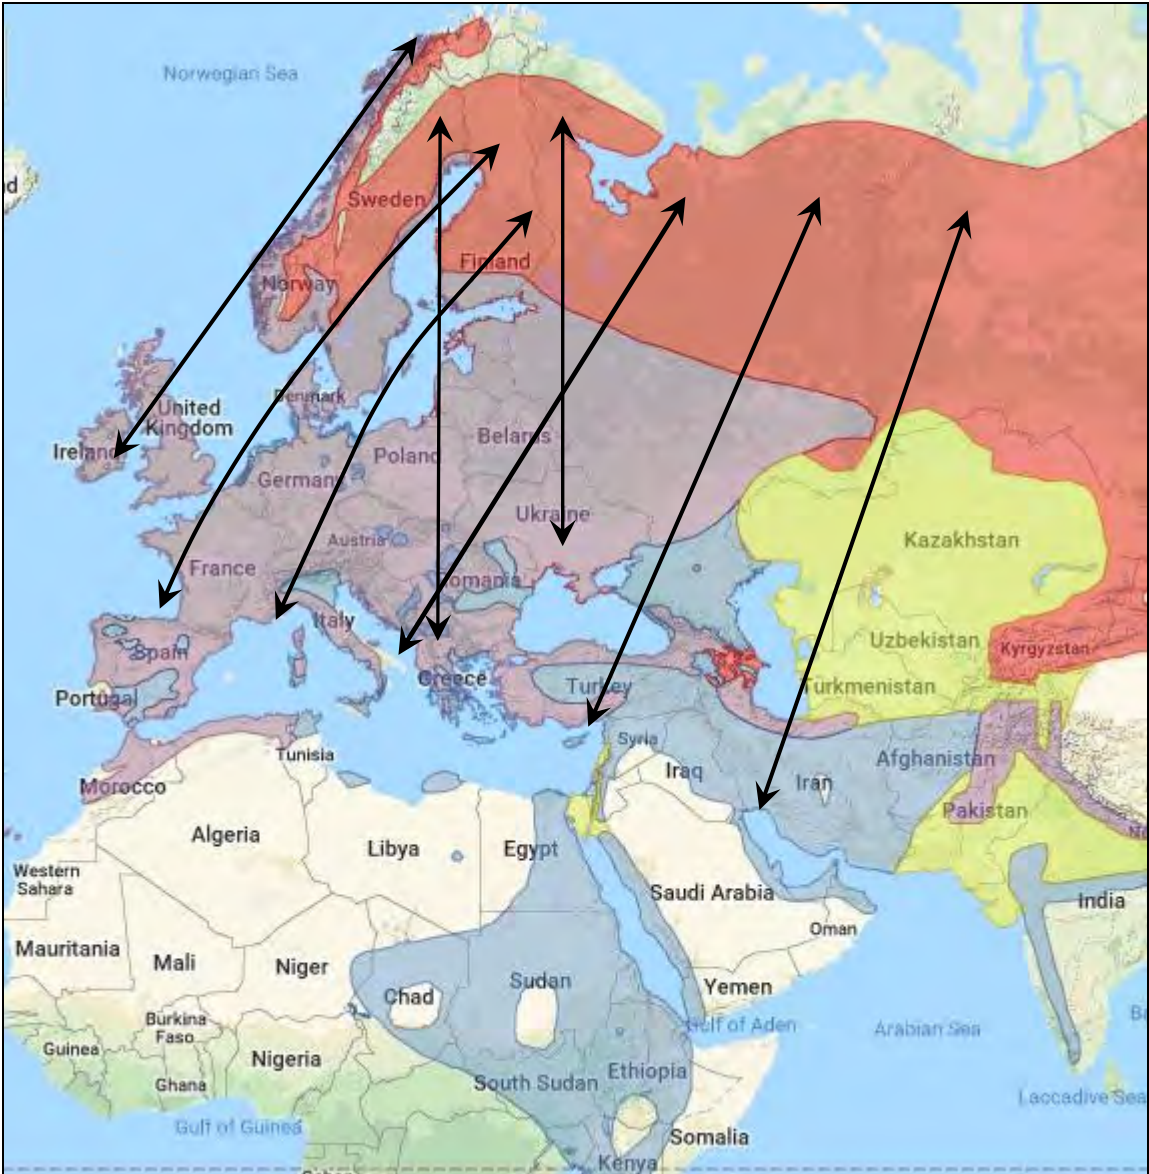 Norwegian Sea
d
Sweden
Finland
Norway
United
Kingdom
Denmark
Ireland
Belarus
Poland
Germany
Ukraine
Austria
Kazakhstan
France
Romania
Italy
Uzbekistan
Spain
Kyrgyzstan
Greece
Turkey
Turkmenistan
Portugal
Syria
Tunisia
Afghanistan
Iraq
Iran
Morocco
Pakistan
Algeria
Libya
Egypt
Western
Sahara
Saudi Arabia
India
Oman
Mauritania
Mali
Niger
Sudan
Chad
Yemen
Burkina
Faso
Gulf of Aden
Arabian Sea
Guinea
Nigeria
Ethiopia
Ghana
South Sudan
Laccadive Sea
Gulf of Guinea
Somalia
Kenya